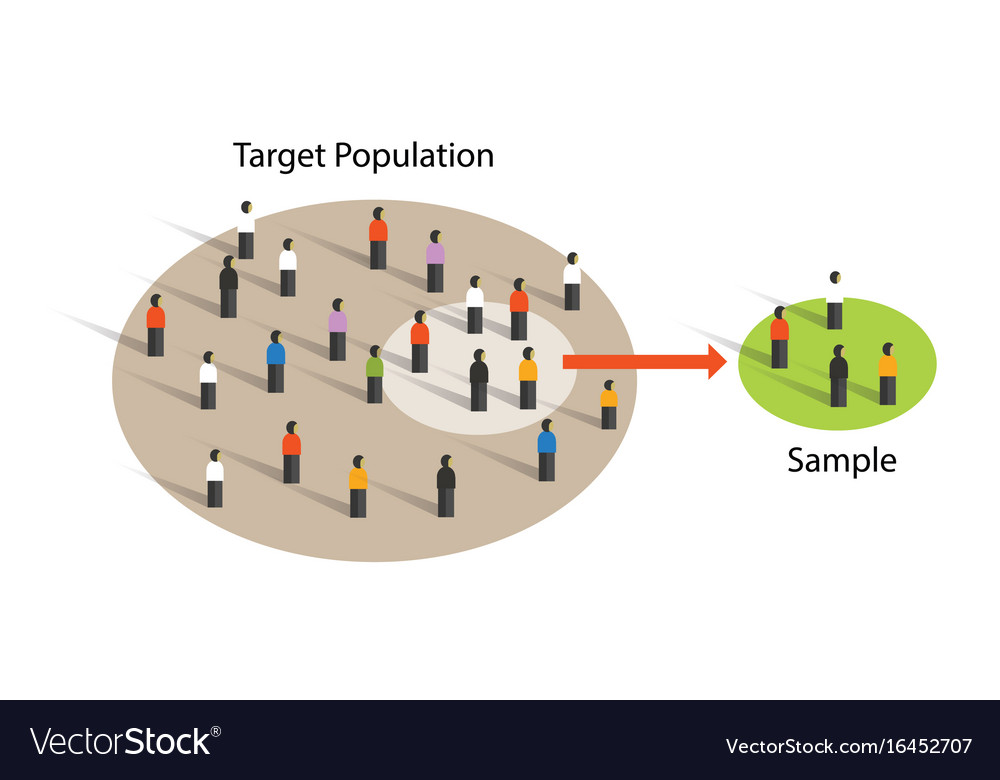 Target Population
Sample
VectorStock®
VectorStock.com/16452707